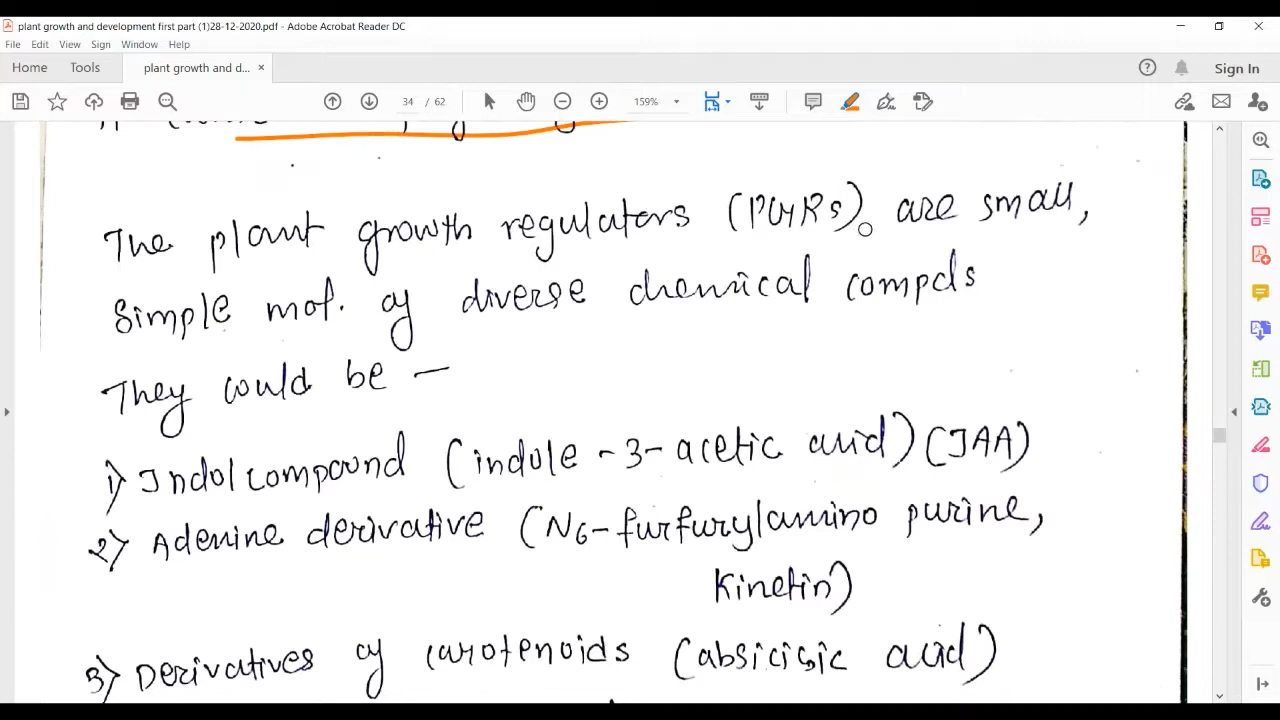 plant growth and development first part (1)28-12-2020.pdf - Adobe Acrobat Reader DC
File Edit View Sign Window Help
Home Tools plant growth and d... × Sign In
34 / 62 159%
The plant growth regulators (PGRs) are small,
Simple mol. of diverse chemical compds
They could be —
1) Indol compound (indole - 3 - acetic acid) (IAA)
2) Adenine derivative (N6 - furfurylamino purine,
Kinetin)
3) Derivatives of carotenoids (absicisic acid)